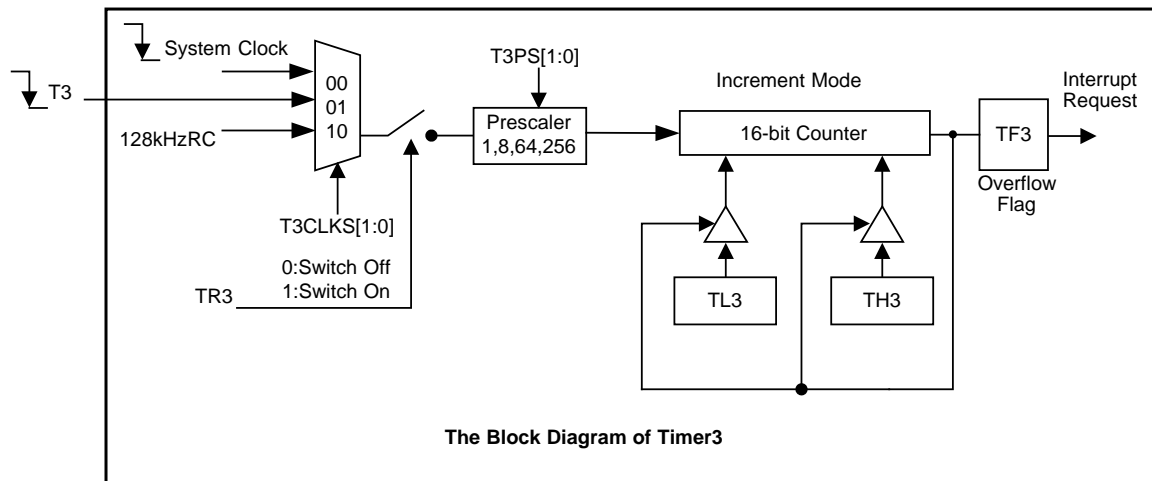 System Clock
T3
128kHzRC
00
01
10
T3CLKS[1:0]
0:Switch Off
1:Switch On
TR3
T3PS[1:0]
Prescaler
1,8,64,256
Increment Mode
16-bit Counter
TL3
TH3
TF3
Overflow
Flag
Interrupt
Request
The Block Diagram of Timer3